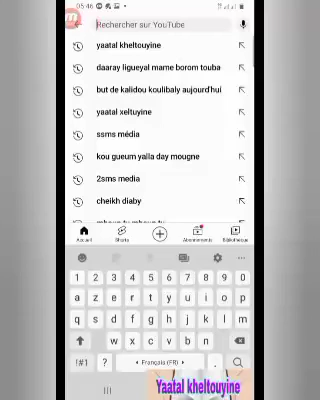 05:46
Rechercher sur YouTube
yaatal kheltouyine
daaray ligueyal mame borom touba
but de kalidou koulibaly aujourd'hui
yaatal xeltuyine
ssms média
kou gueum yalla day mougne
2sms media
cheikh diaby
Accueil Shorts Abonnements Bibliothèque
1 2 3 4 5 6 7 8 9 0
a z e r t y u i o p
q s d f g h j k l m
w x c v b n
!#1 ? Français (FR) .
Yaatal kheltouyine